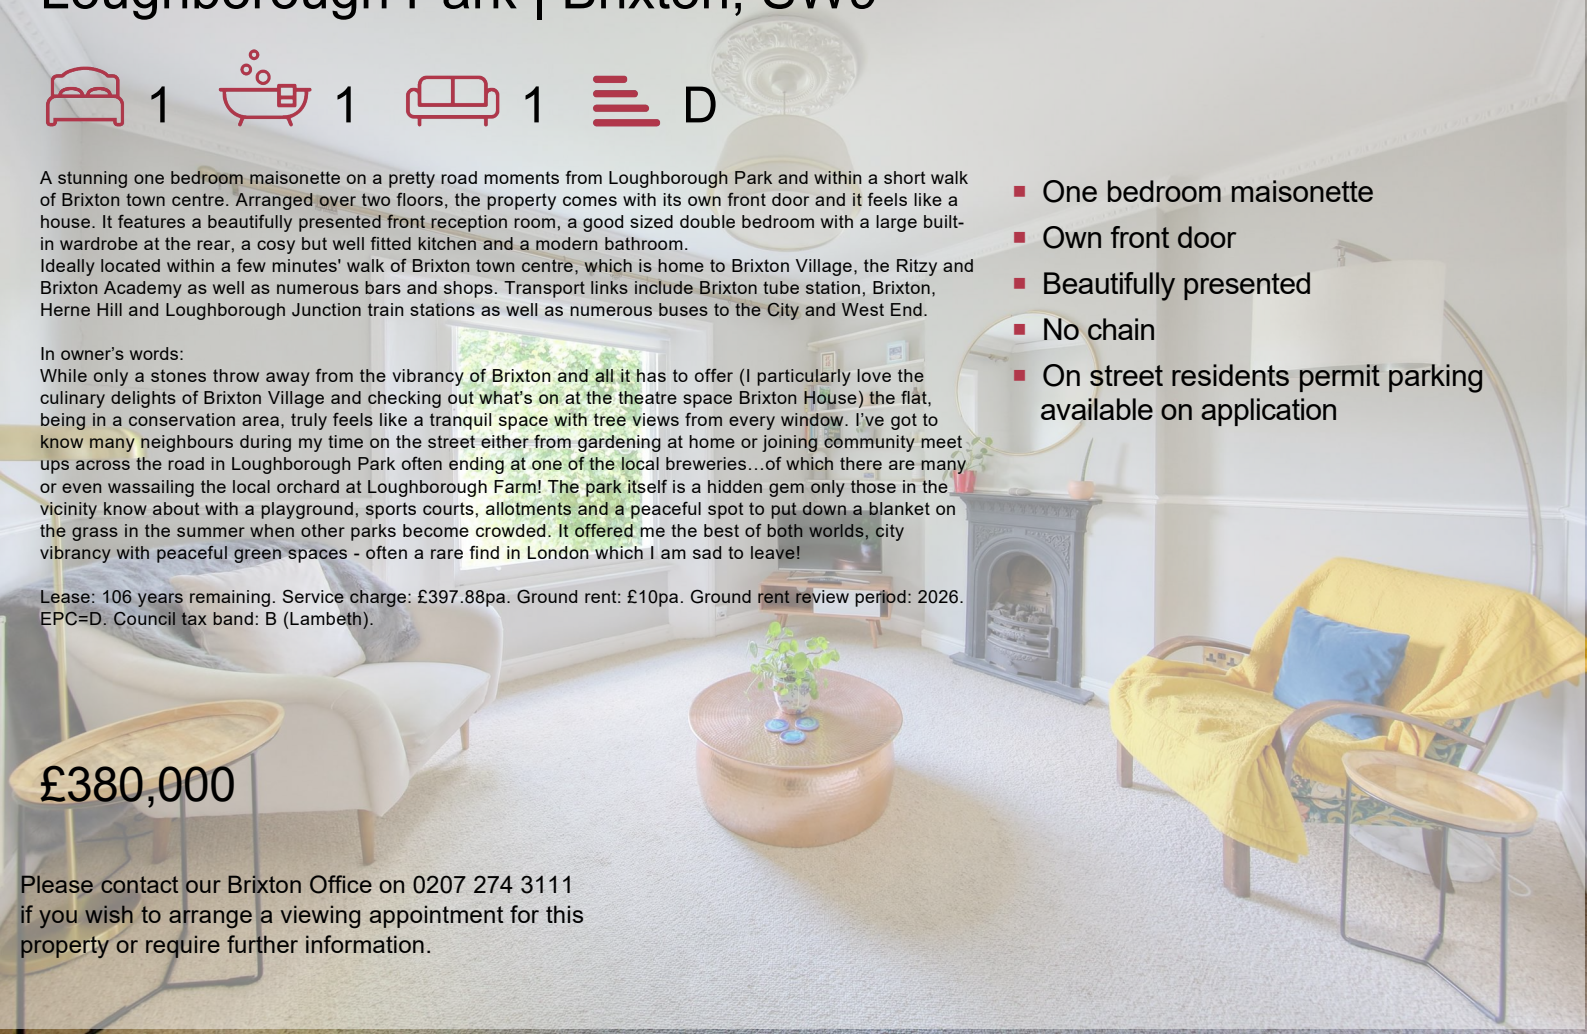 Loughborough Park | Brixton, SW9
1 1 1 D
A stunning one bedroom maisonette on a pretty road moments from Loughborough Park and within a short walk
of Brixton town centre. Arranged over two floors, the property comes with its own front door and it feels like a
house. It features a beautifully presented front reception room, a good sized double bedroom with a large built-
in wardrobe at the rear, a cosy but well fitted kitchen and a modern bathroom.
Ideally located within a few minutes' walk of Brixton town centre, which is home to Brixton Village, the Ritzy and
Brixton Academy as well as numerous bars and shops. Transport links include Brixton tube station, Brixton,
Herne Hill and Loughborough Junction train stations as well as numerous buses to the City and West End.
In owner’s words:
While only a stones throw away from the vibrancy of Brixton and all it has to offer (I particularly love the
culinary delights of Brixton Village and checking out what’s on at the theatre space Brixton House) the flat,
being in a conservation area, truly feels like a tranquil space with tree views from every window. I’ve got to
know many neighbours during my time on the street either from gardening at home or joining community meet
ups across the road in Loughborough Park often ending at one of the local breweries…of which there are many
or even wassailing the local orchard at Loughborough Farm! The park itself is a hidden gem only those in the
vicinity know about with a playground, sports courts, allotments and a peaceful spot to put down a blanket on
the grass in the summer when other parks become crowded. It offered me the best of both worlds, city
vibrancy with peaceful green spaces - often a rare find in London which I am sad to leave!
Lease: 106 years remaining. Service charge: £397.88pa. Ground rent: £10pa. Ground rent review period: 2026.
EPC=D. Council tax band: B (Lambeth).
▪ One bedroom maisonette
▪ Own front door
▪ Beautifully presented
▪ No chain
▪ On street residents permit parking
available on application
£380,000
Please contact our Brixton Office on 0207 274 3111
if you wish to arrange a viewing appointment for this
property or require further information.